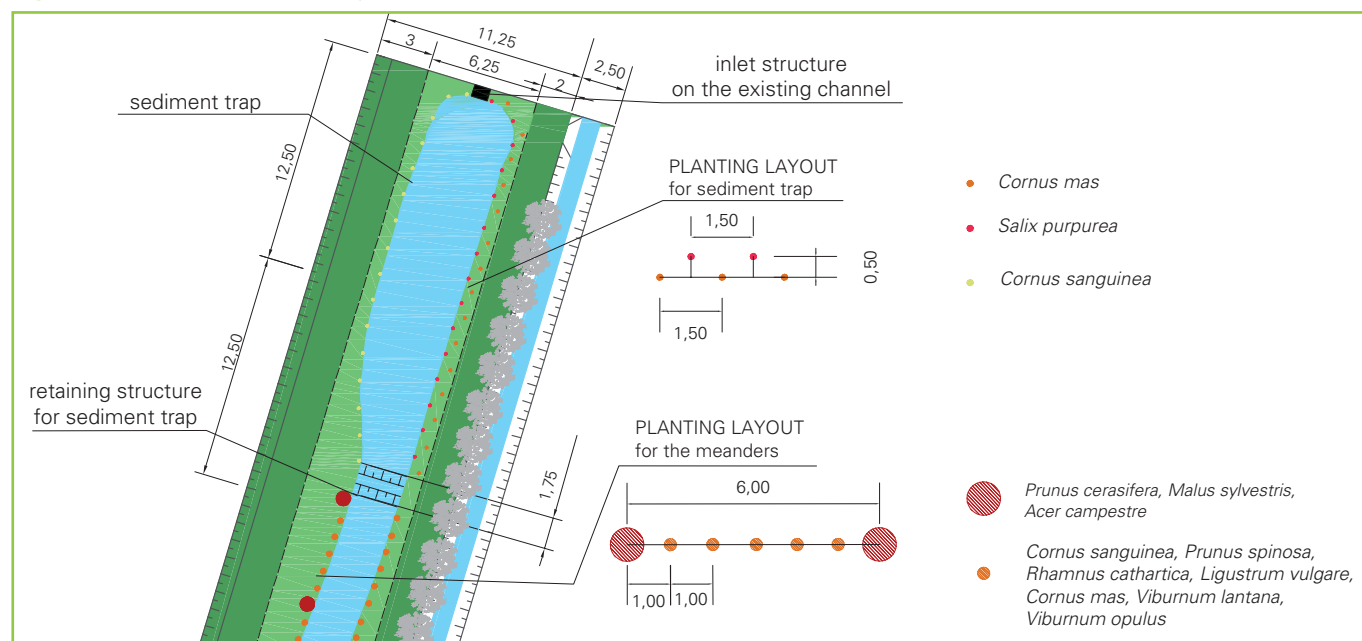 11,25
3
6,25
2
2,50
inlet structure
on the existing channel
sediment trap
12,50
12,50
PLANTING LAYOUT
for sediment trap
1,50
0,50
1,50
Cornus mas
Salix purpurea
Cornus sanguinea
retaining structure
for sediment trap
1,75
PLANTING LAYOUT
for the meanders
6,00
1,00
1,00
Prunus cerasifera, Malus sylvestris,
Acer campestre
Cornus sanguinea, Prunus spinosa,
Rhamnus cathartica, Ligustrum vulgare,
Cornus mas, Viburnum lantana,
Viburnum opulus